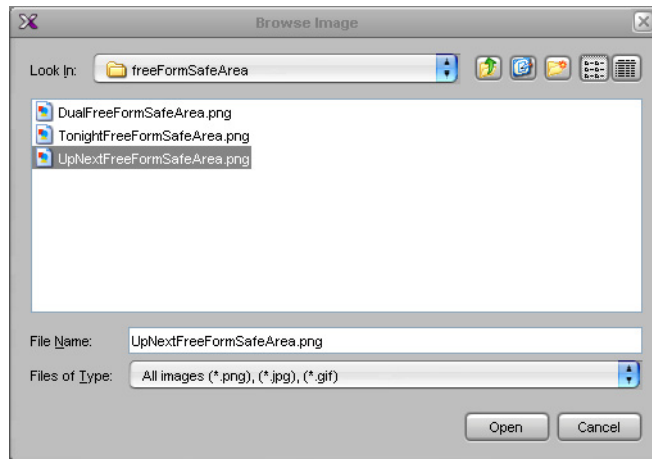 Browse Image
Look In: freeFormSafeArea
DualFreeFormSafeArea.png
TonightFreeFormSafeArea.png
UpNextFreeFormSafeArea.png
File Name: UpNextFreeFormSafeArea.png
Files of Type: All images (*.png), (*.jpg), (*.gif)
Open Cancel